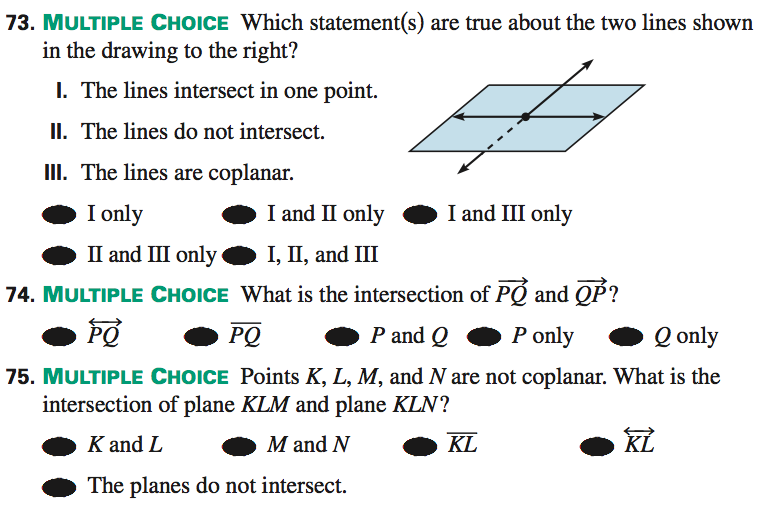 73. MULTIPLE CHOICE Which statement(s) are true about the two lines shown
in the drawing to the right?
I. The lines intersect in one point.
II. The lines do not intersect.
III. The lines are coplanar.
I only I and II only I and III only
II and III only I, II, and III
74. MULTIPLE CHOICE What is the intersection of \overrightarrow{PQ} and \overrightarrow{QP}?
\overleftrightarrow{PQ} \overline{PQ} P and Q P only Q only
75. MULTIPLE CHOICE Points K, L, M, and N are not coplanar. What is the
intersection of plane KLM and plane KLN?
K and L M and N \overline{KL} \overleftrightarrow{KL}
The planes do not intersect.